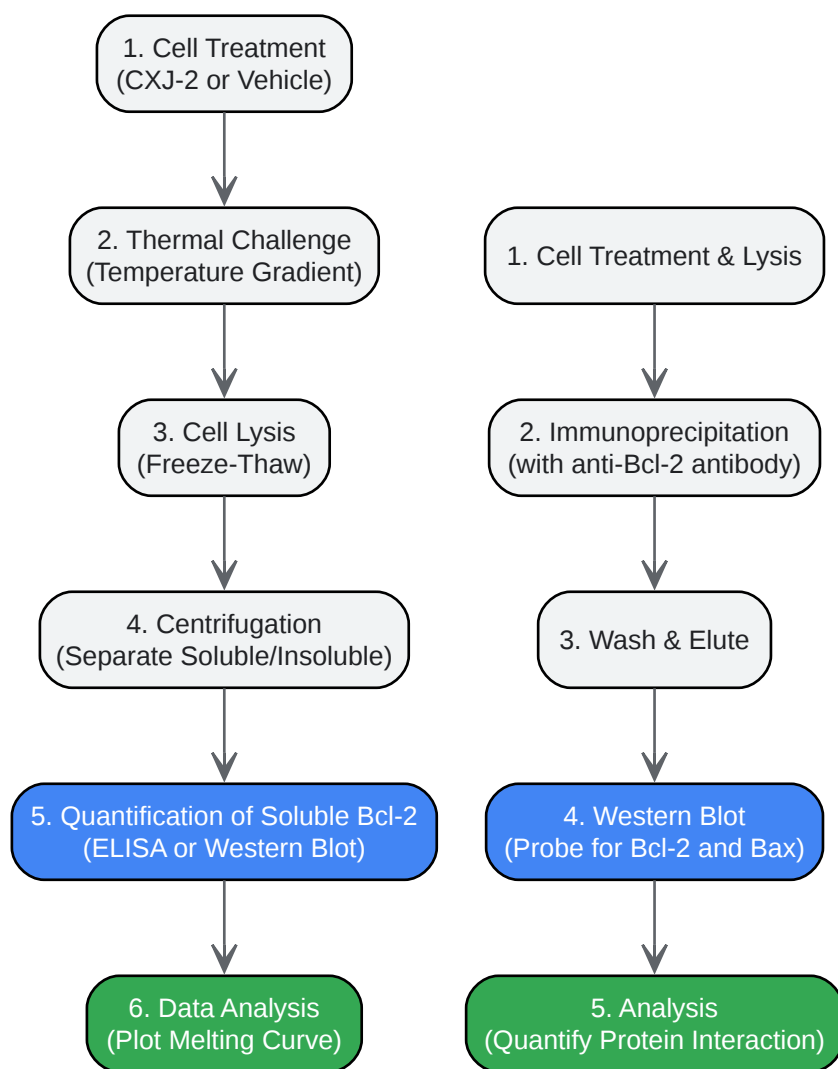 1. Cell Treatment
(CXJ-2 or Vehicle)
2. Thermal Challenge
(Temperature Gradient)
3. Cell Lysis
(Freeze-Thaw)
4. Centrifugation
(Separate Soluble/Insoluble)
5. Quantification of Soluble Bcl-2
(ELISA or Western Blot)
6. Data Analysis
(Plot Melting Curve)
1. Cell Treatment & Lysis
2. Immunoprecipitation
(with anti-Bcl-2 antibody)
3. Wash & Elute
4. Western Blot
(Probe for Bcl-2 and Bax)
5. Analysis
(Quantify Protein Interaction)